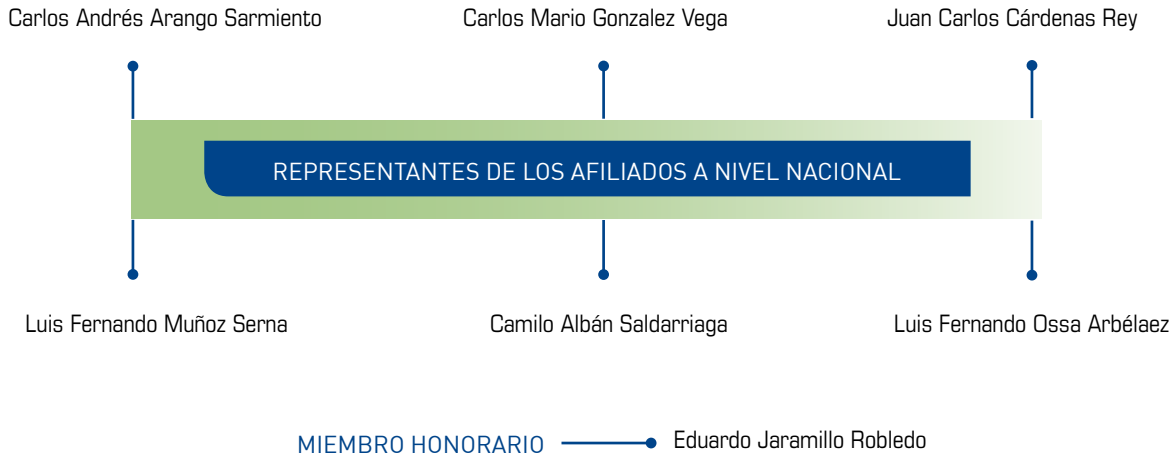 Carlos Andrés Arango Sarmiento
Carlos Mario Gonzalez Vega
Juan Carlos Cárdenas Rey
REPRESENTANTES DE LOS AFILIADOS A NIVEL NACIONAL
Luis Fernando Muñoz Serna
Camilo Albán Saldarriaga
Luis Fernando Ossa Arbélaez
MIEMBRO HONORARIO
Eduardo Jaramillo Robledo